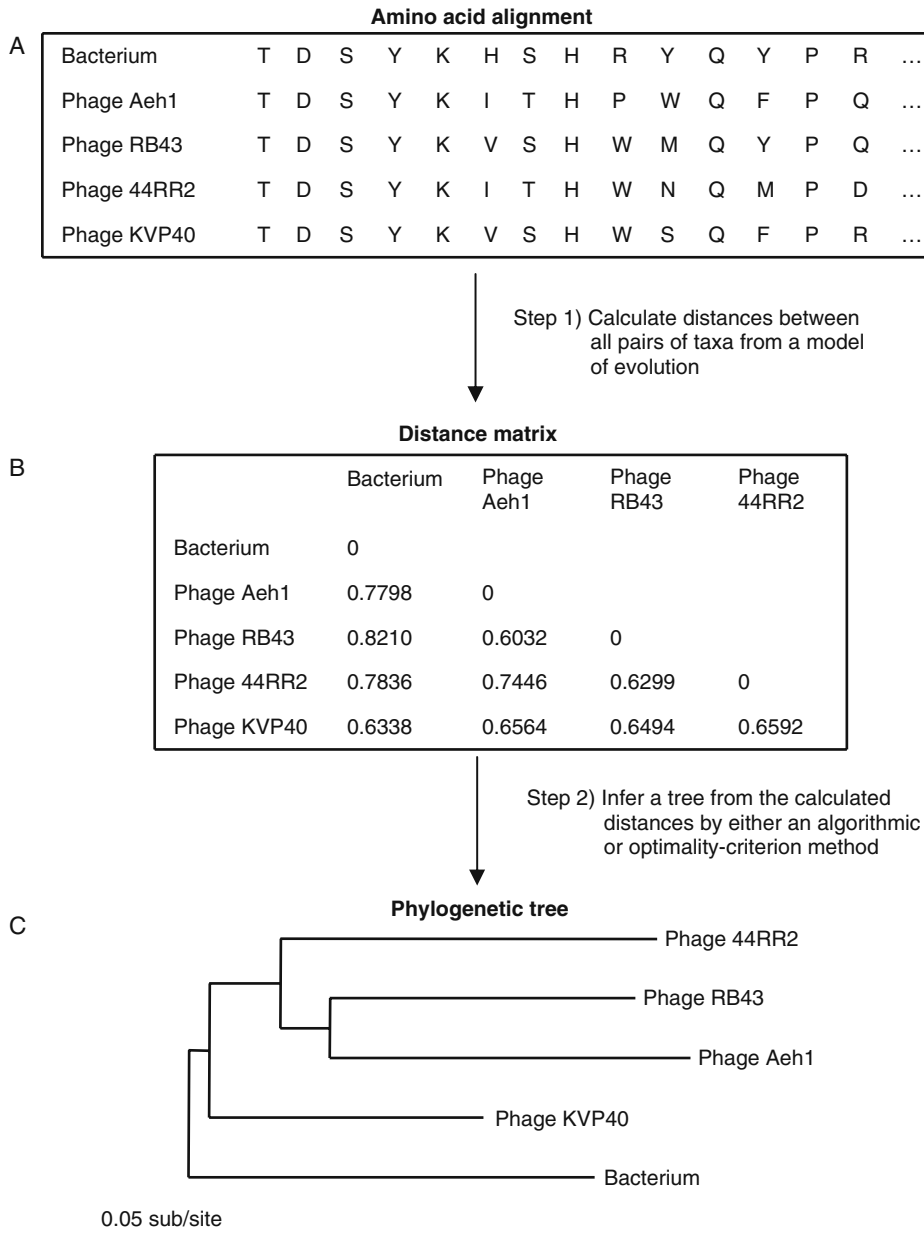 Amino acid alignment
A
Bacterium T D S Y K H S H R Y Q Y P R ...
Phage Aeh1 T D S Y K I T H P W Q F P Q ...
Phage RB43 T D S Y K V S H W M Q Y P Q ...
Phage 44RR2 T D S Y K I T H W N Q M P D ...
Phage KVP40 T D S Y K V S H W S Q F P R ...
Step 1) Calculate distances between
all pairs of taxa from a model
of evolution
Distance matrix
B
Bacterium Phage Phage Phage
Aeh1 RB43 44RR2
Bacterium 0
Phage Aeh1 0.7798 0
Phage RB43 0.8210 0.6032 0
Phage 44RR2 0.7836 0.7446 0.6299 0
Phage KVP40 0.6338 0.6564 0.6494 0.6592
Step 2) Infer a tree from the calculated
distances by either an algorithmic
or optimality-criterion method
Phylogenetic tree
C
Phage 44RR2
Phage RB43
Phage Aeh1
Phage KVP40
Bacterium
0.05 sub/site